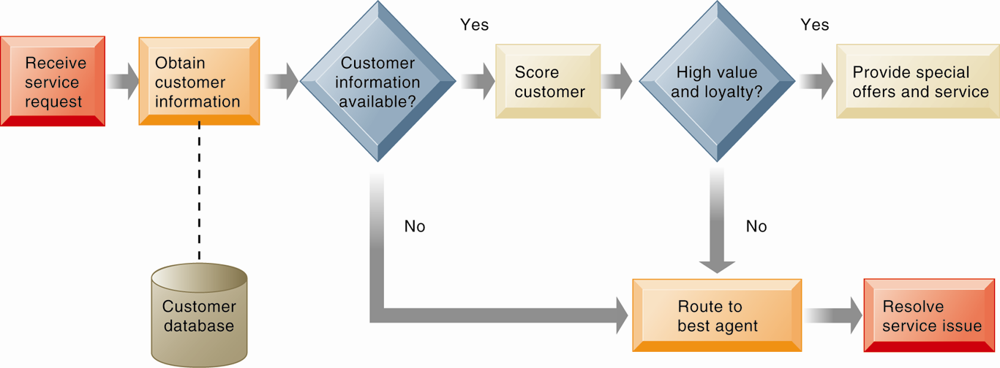 Receive
service
request
Obtain
customer
information
Customer
information
available?
Yes
Score
customer
High value
and loyalty?
Yes
Provide special
offers and service
No
No
Customer
database
Route to
best agent
Resolve
service issue